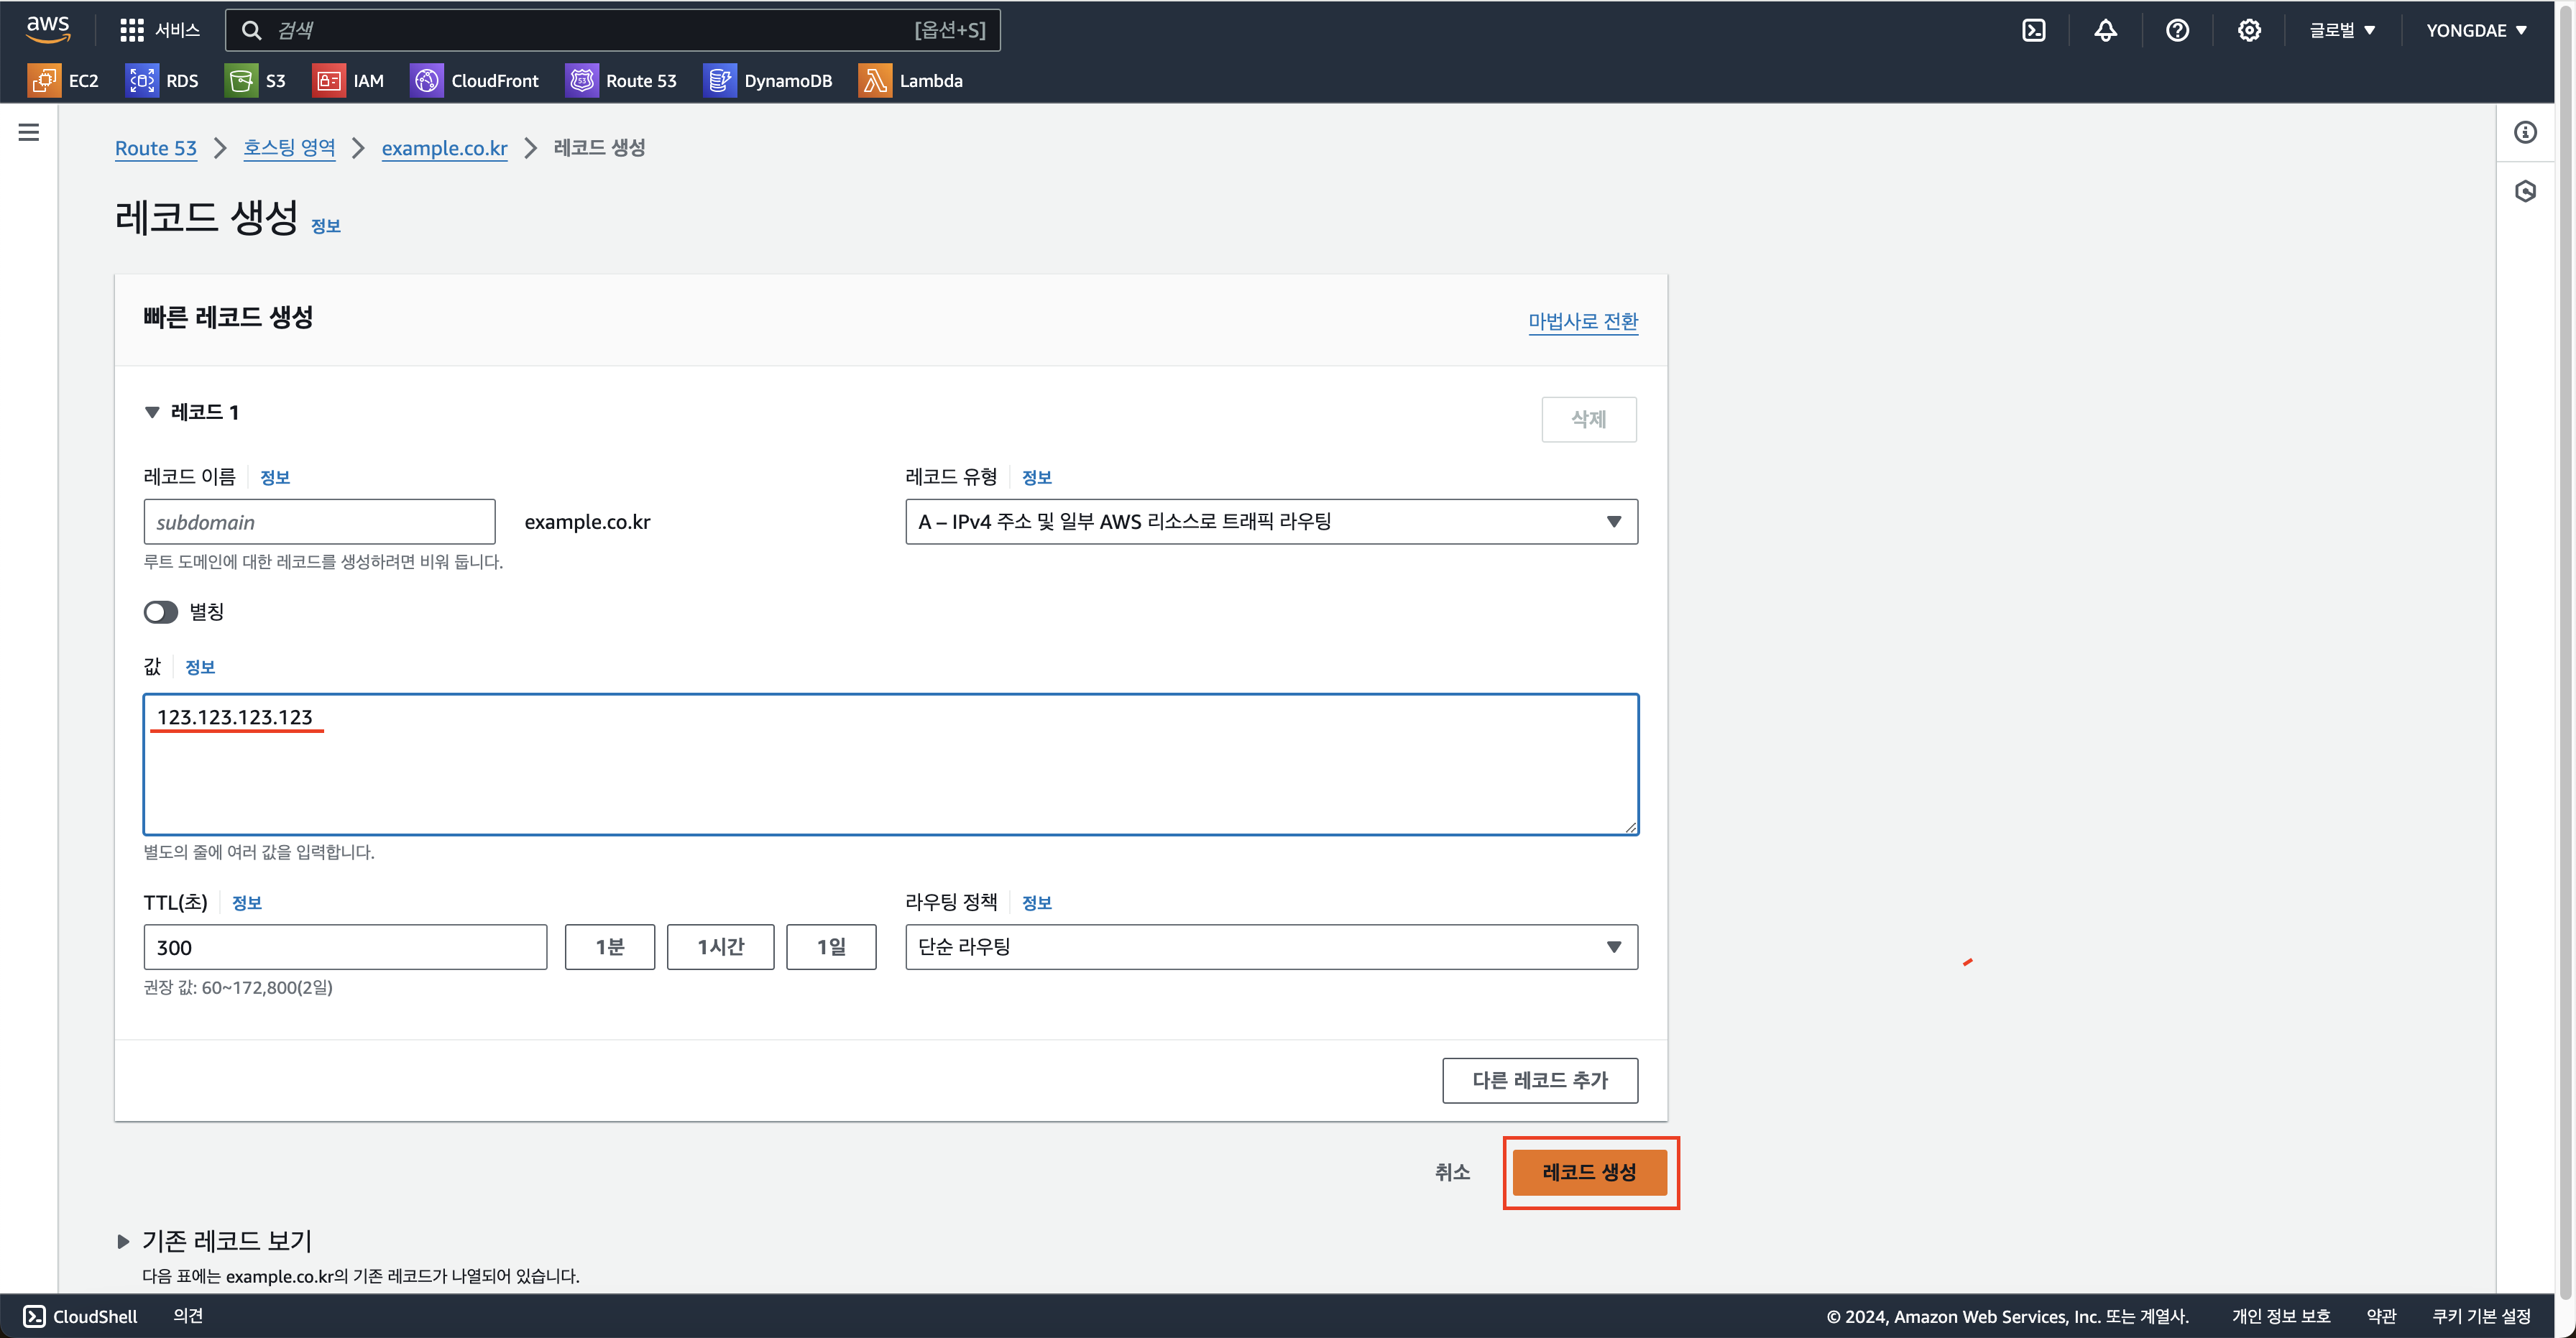 aws 서비스 검색 [옵션+S] 글로벌 YONGDAE
EC2 RDS S3 IAM CloudFront Route 53 DynamoDB Lambda
Route 53 호스팅 영역 example.co.kr 레코드 생성
레코드 생성 정보
빠른 레코드 생성 마법사로 전환
레코드 1 삭제
레코드 이름 정보 레코드 유형 정보
subdomain example.co.kr A – IPv4 주소 및 일부 AWS 리소스로 트래픽 라우팅
루트 도메인에 대한 레코드를 생성하려면 비워 둡니다.
별칭
값 정보
123.123.123.123
별도의 줄에 여러 값을 입력합니다.
TTL(초) 정보 라우팅 정책 정보
300 1분 1시간 1일 단순 라우팅
권장 값: 60~172,800(2일)
다른 레코드 추가
취소 레코드 생성
기존 레코드 보기
다음 표에는 example.co.kr의 기존 레코드가 나열되어 있습니다.
CloudShell 의견 © 2024, Amazon Web Services, Inc. 또는 계열사. 개인 정보 보호 약관 쿠키 기본 설정